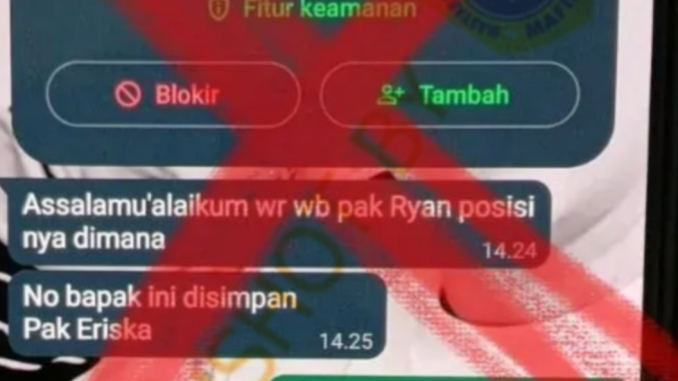 Fitur keamanan
Blokir
Tambah
Assalamu'alaikum wr wb pak Ryan posisi
nya dimana
14.24
No bapak ini disimpan
Pak Eriska
14.25